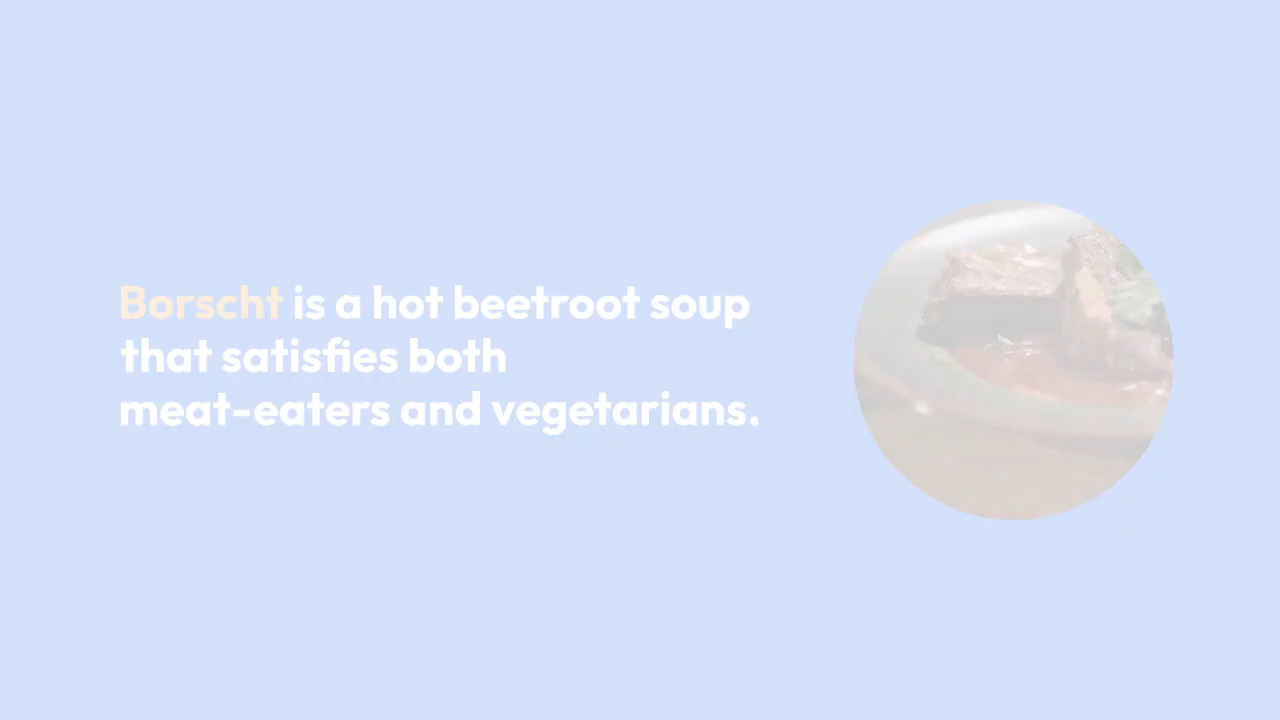 Borscht is a hot beetroot soup
that satisfies both
meat-eaters and vegetarians.